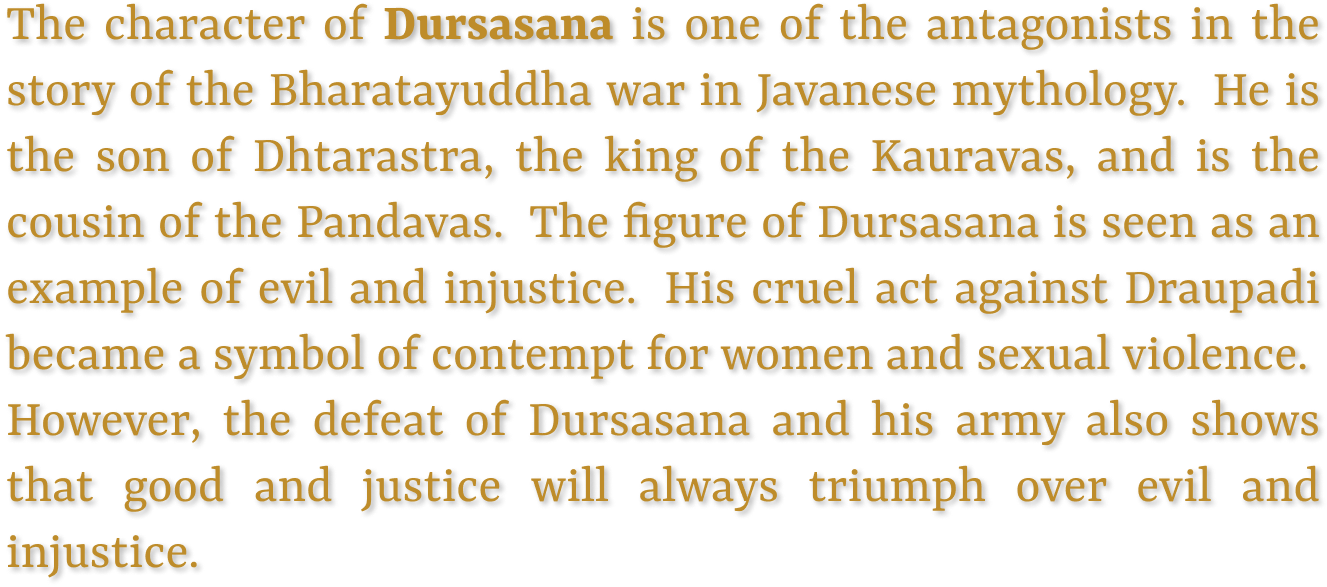 The character of Dursasana is one of the antagonists in the
story of the Bharatayuddha war in Javanese mythology. He is
the son of Dhtarastra, the king of the Kauravas, and is the
cousin of the Pandavas. The figure of Dursasana is seen as an
example of evil and injustice. His cruel act against Draupadi
became a symbol of contempt for women and sexual violence.
However, the defeat of Dursasana and his army also shows
that good and justice will always triumph over evil and
injustice.